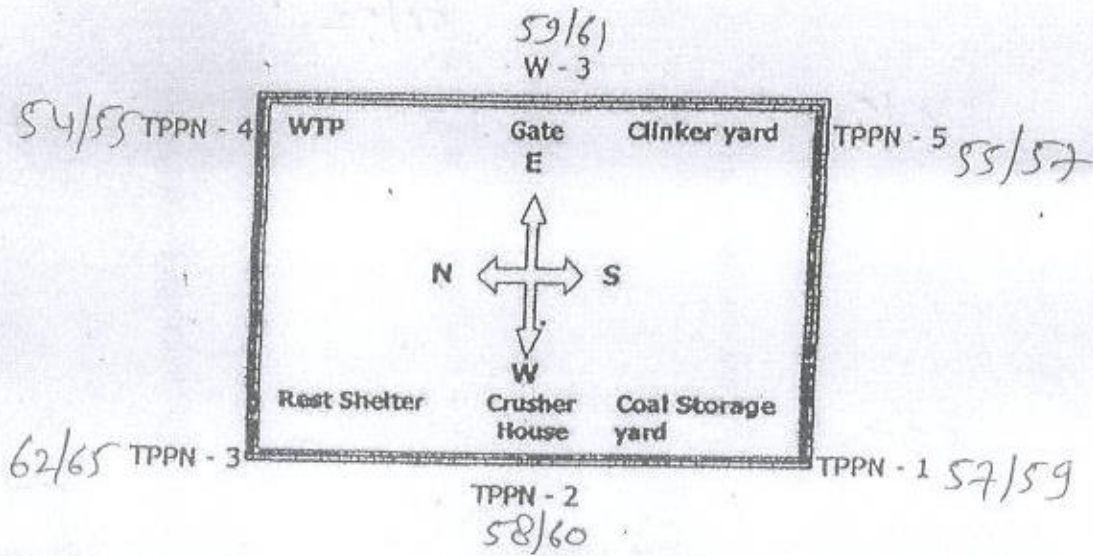 59/61
W - 3
54/55 TPPN - 4
WTP
Gate
Clinker yard
TPPN - 5 55/57
E
N
S
W
Rest Shelter
Crusher
House
Coal Storage
yard
62/65 TPPN - 3
TPPN - 1 57/59
TPPN - 2
58/60